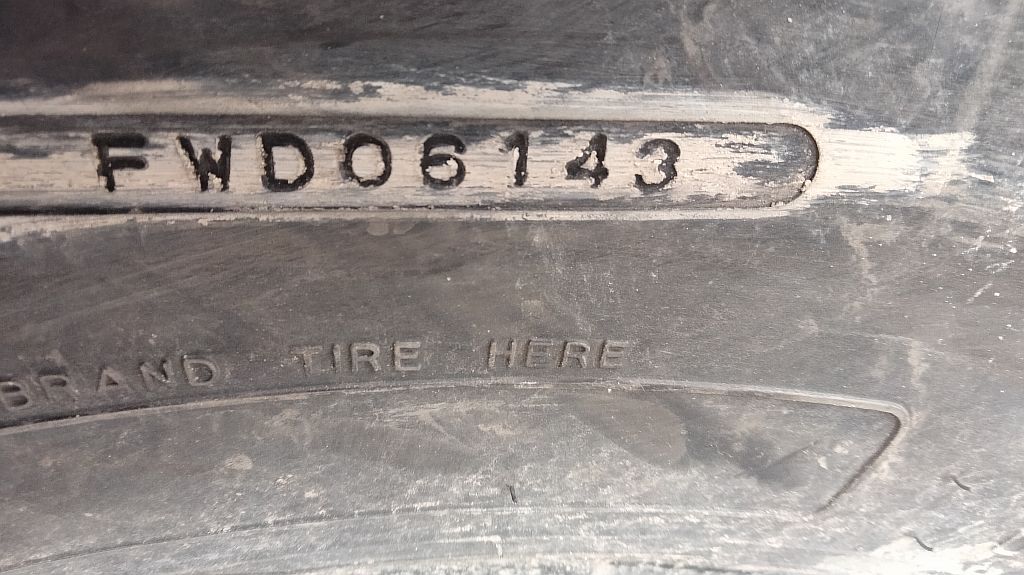 FWD06143
BRAND TIRE HERE